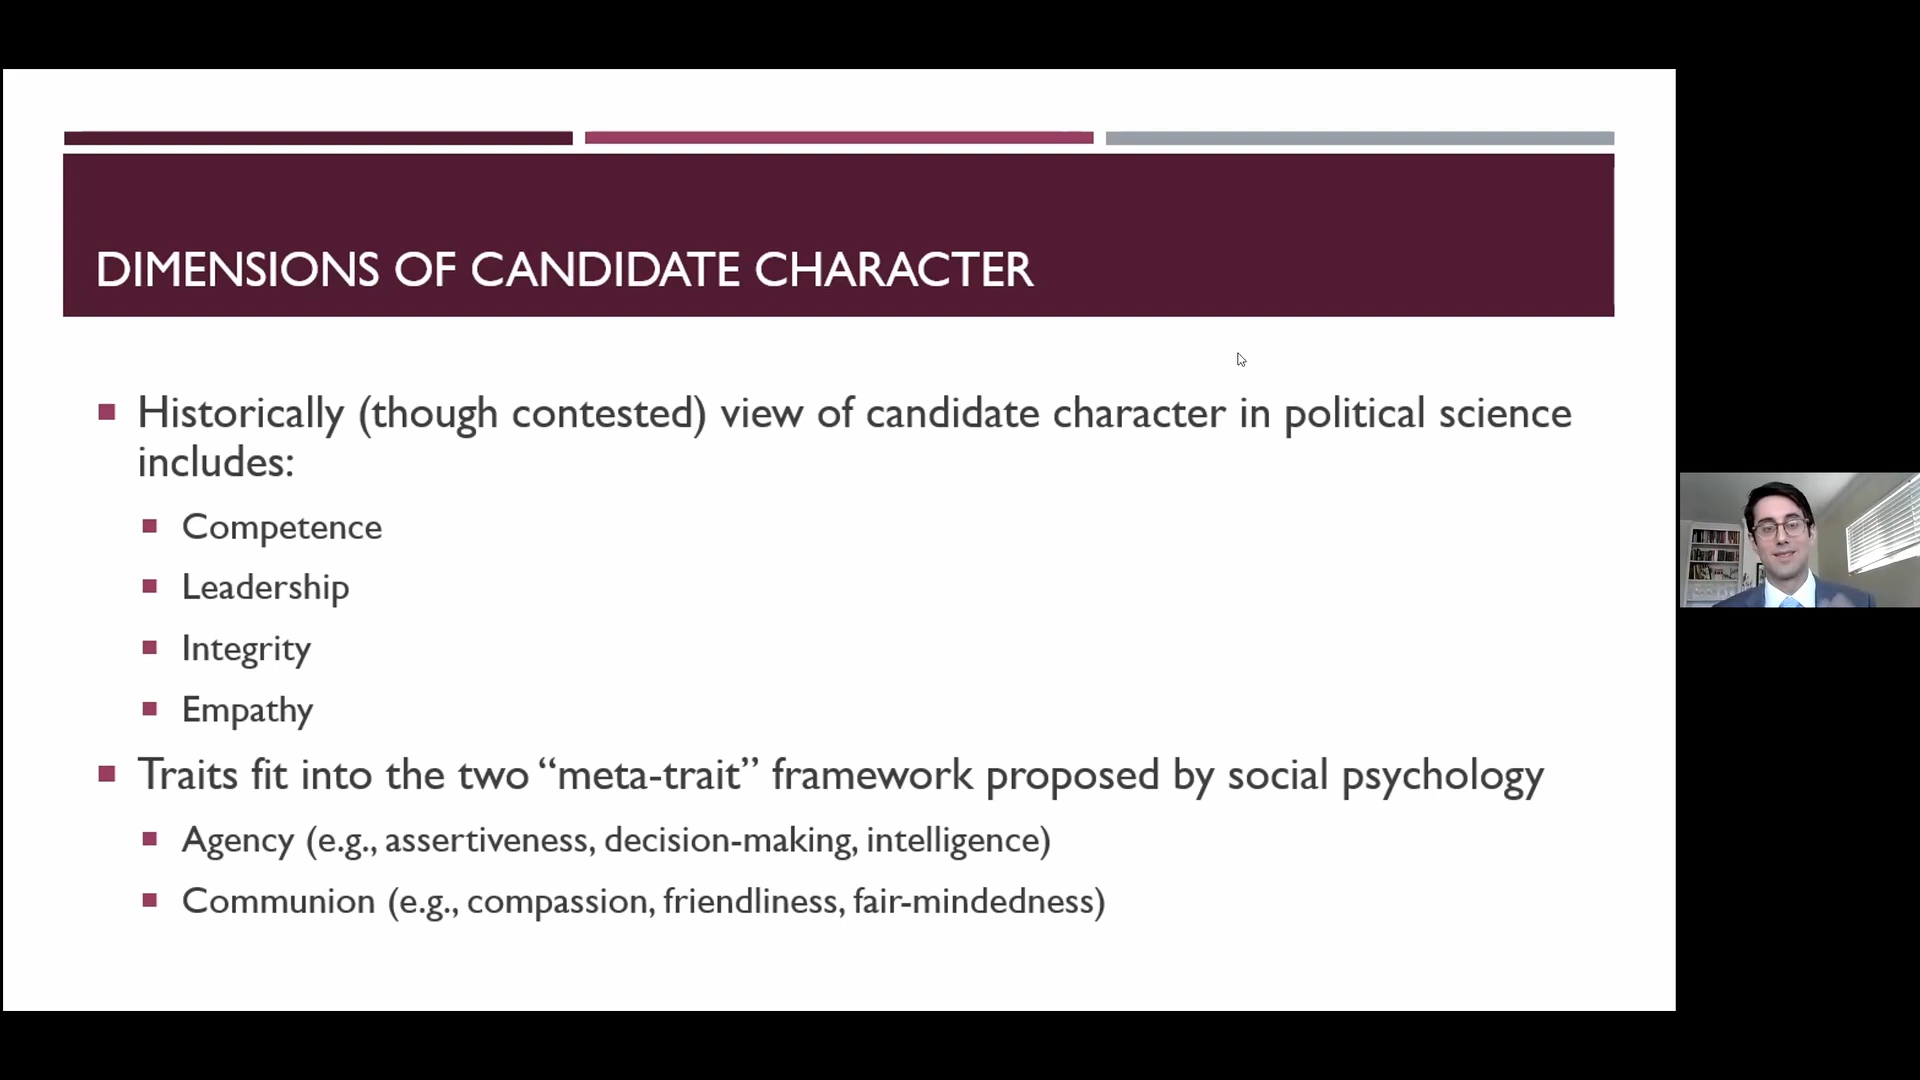 DIMENSIONS OF CANDIDATE CHARACTER
Historically (though contested) view of candidate character in political science
includes:
Competence
Leadership
Integrity
Empathy
Traits fit into the two “meta-trait” framework proposed by social psychology
Agency (e.g., assertiveness, decision-making, intelligence)
Communion (e.g., compassion, friendliness, fair-mindedness)